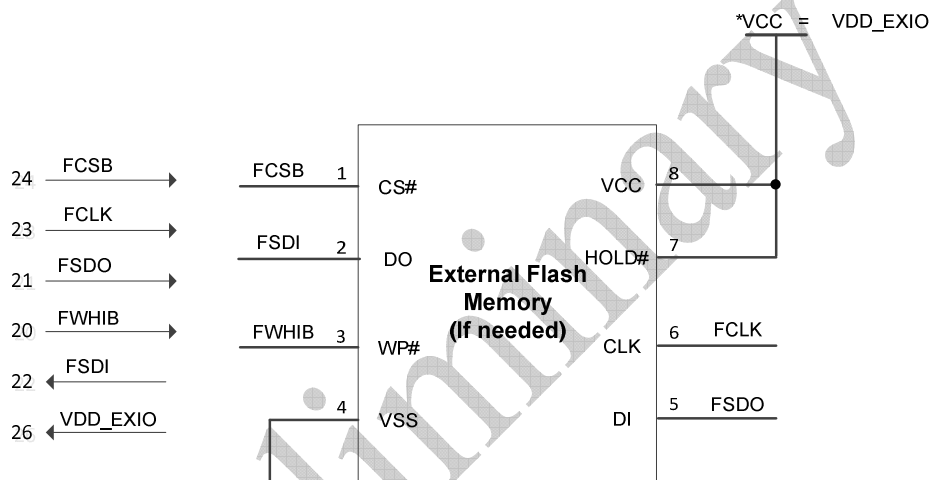 *VCC = VDD_EXIO
24 FCSB
23 FCLK
21 FSDO
20 FWHIB
22 FSDI
26 VDD_EXIO
FCSB 1 CS#
FSDI 2 DO
FWHIB 3 WP#
4 VSS
External Flash
Memory
(If needed)
VCC 8
HOLD# 7
CLK 6 FCLK
DI 5 FSDO
liminary